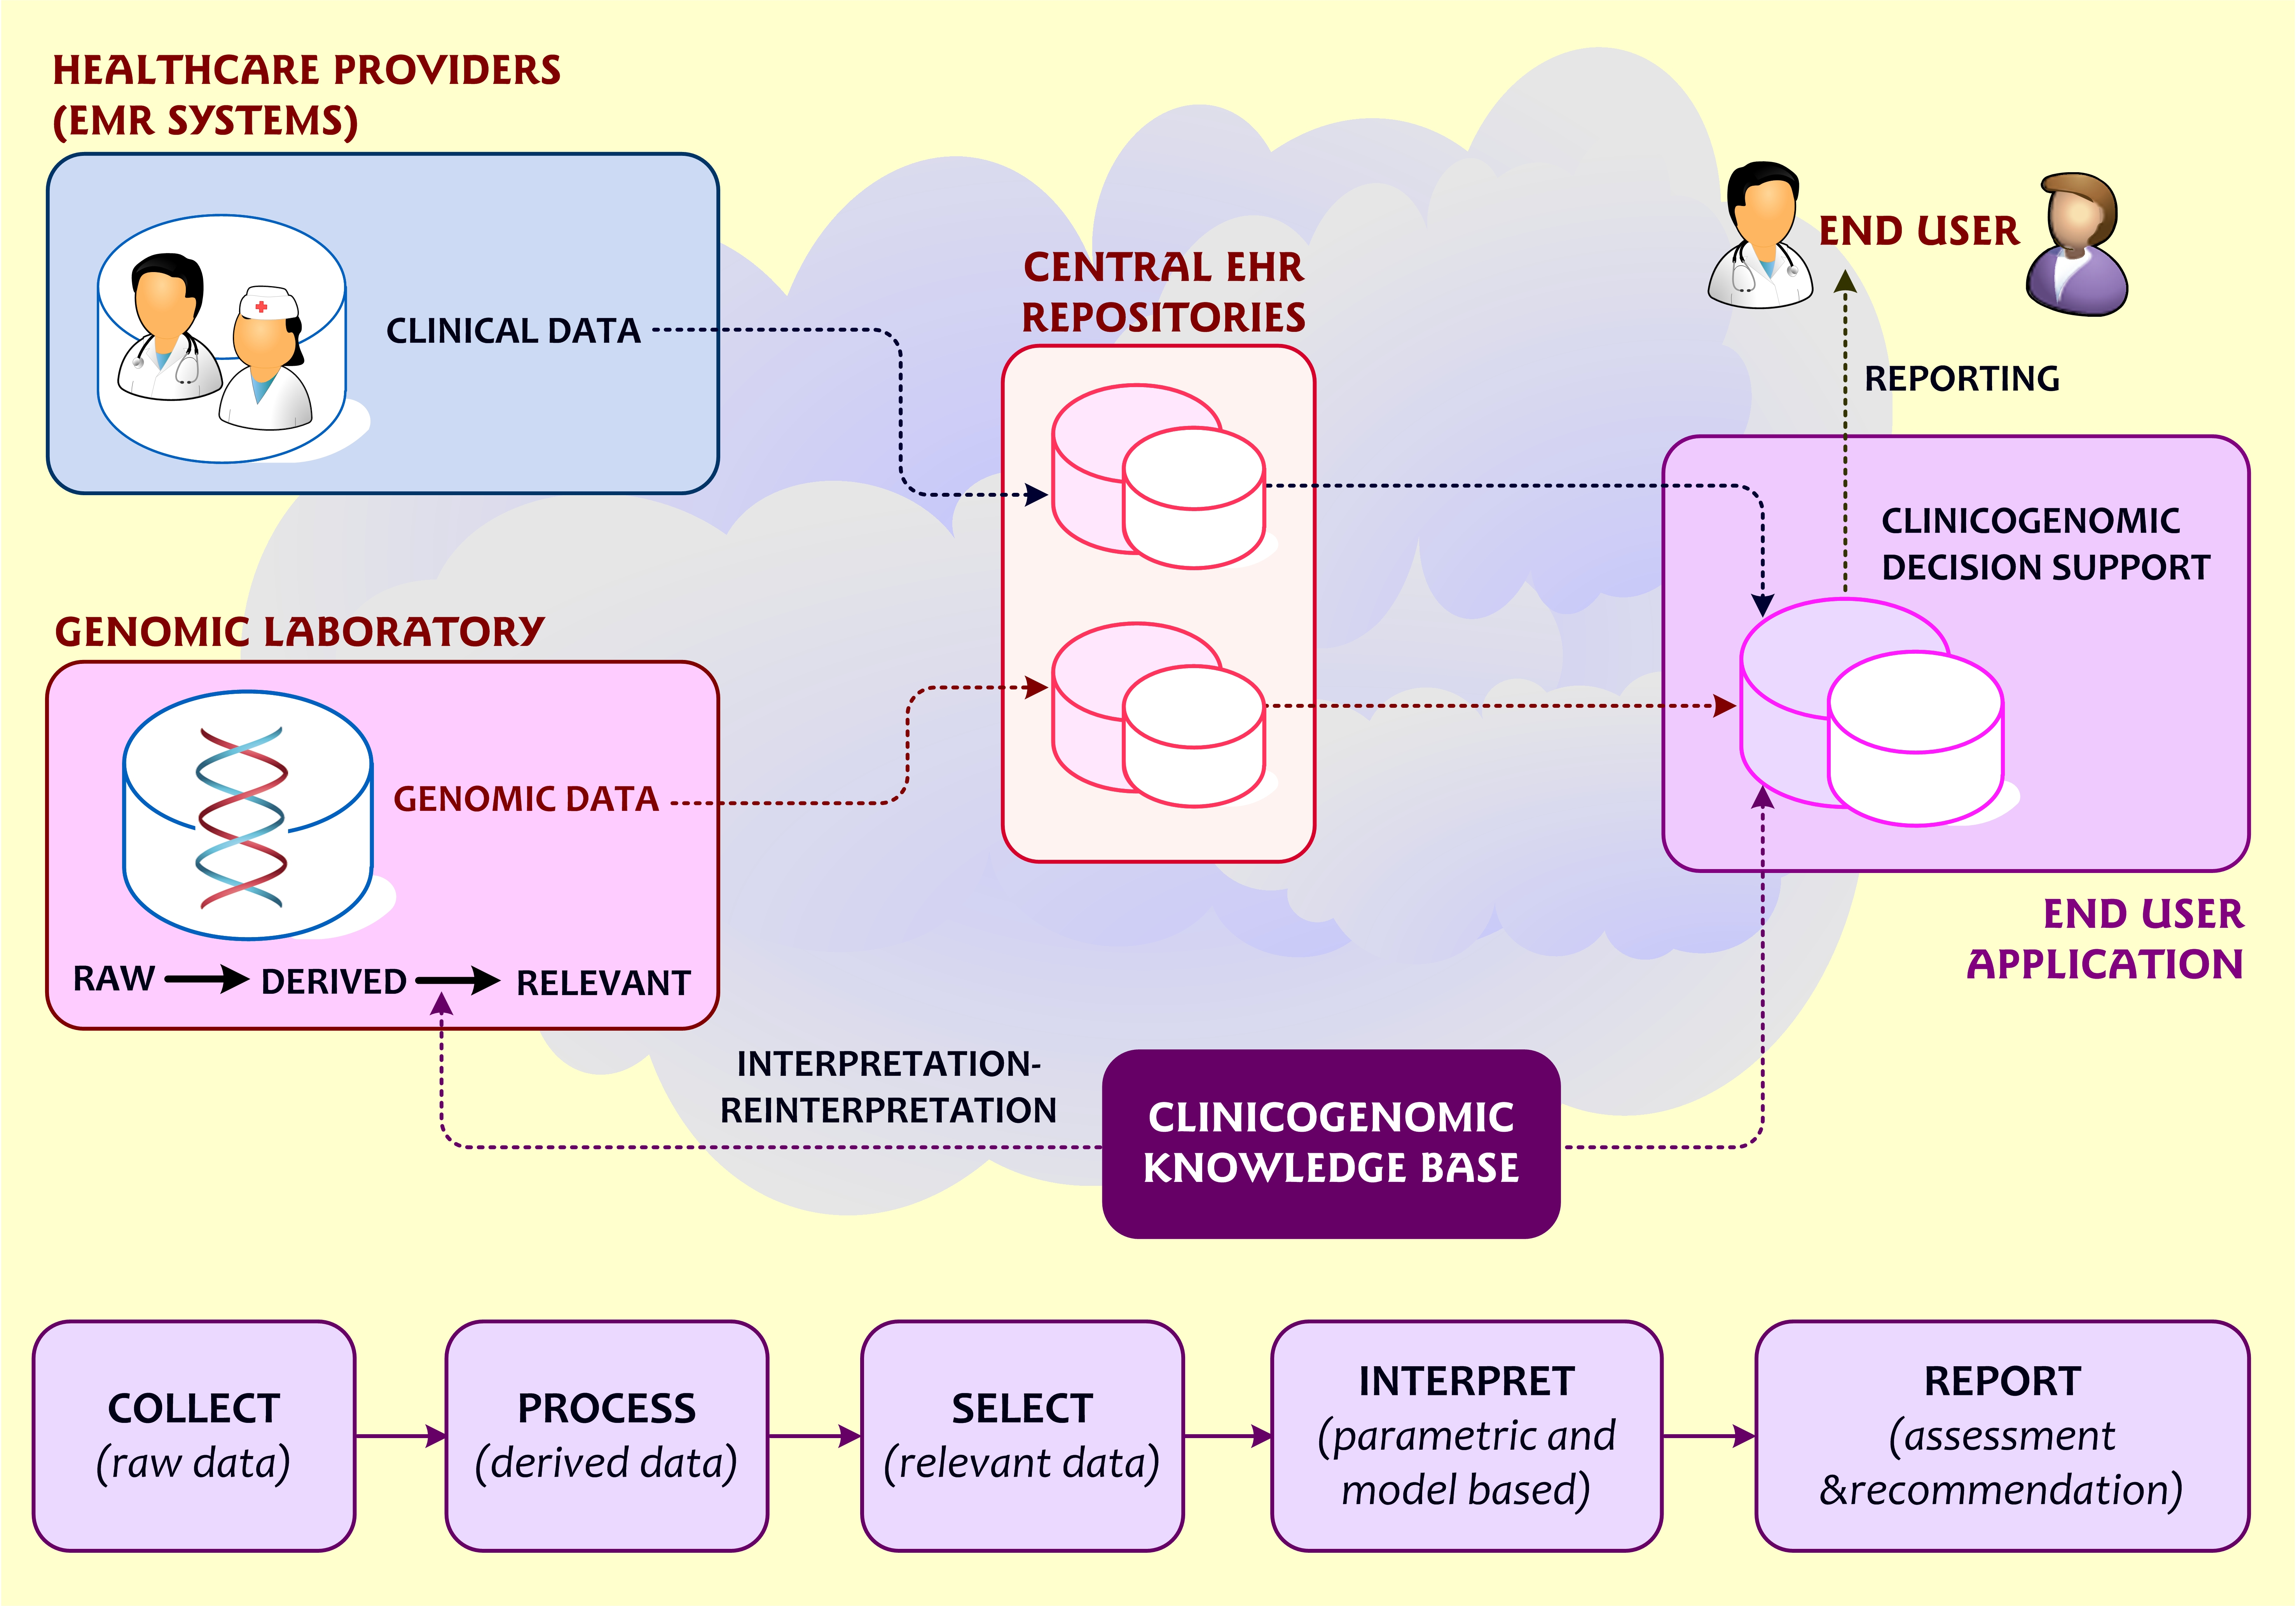 HEALTHCARE PROVIDERS
(EMR SYSTEMS)
CLINICAL DATA
CENTRAL EHR
REPOSITORIES
END USER
REPORTING
CLINICOGENOMIC
DECISION SUPPORT
GENOMIC LABORATORY
GENOMIC DATA
RAW DERIVED RELEVANT
END USER
APPLICATION
INTERPRETATION-
REINTERPRETATION
CLINICOGENOMIC
KNOWLEDGE BASE
COLLECT
(raw data)
PROCESS
(derived data)
SELECT
(relevant data)
INTERPRET
(parametric and
model based)
REPORT
(assessment
&recommendation)